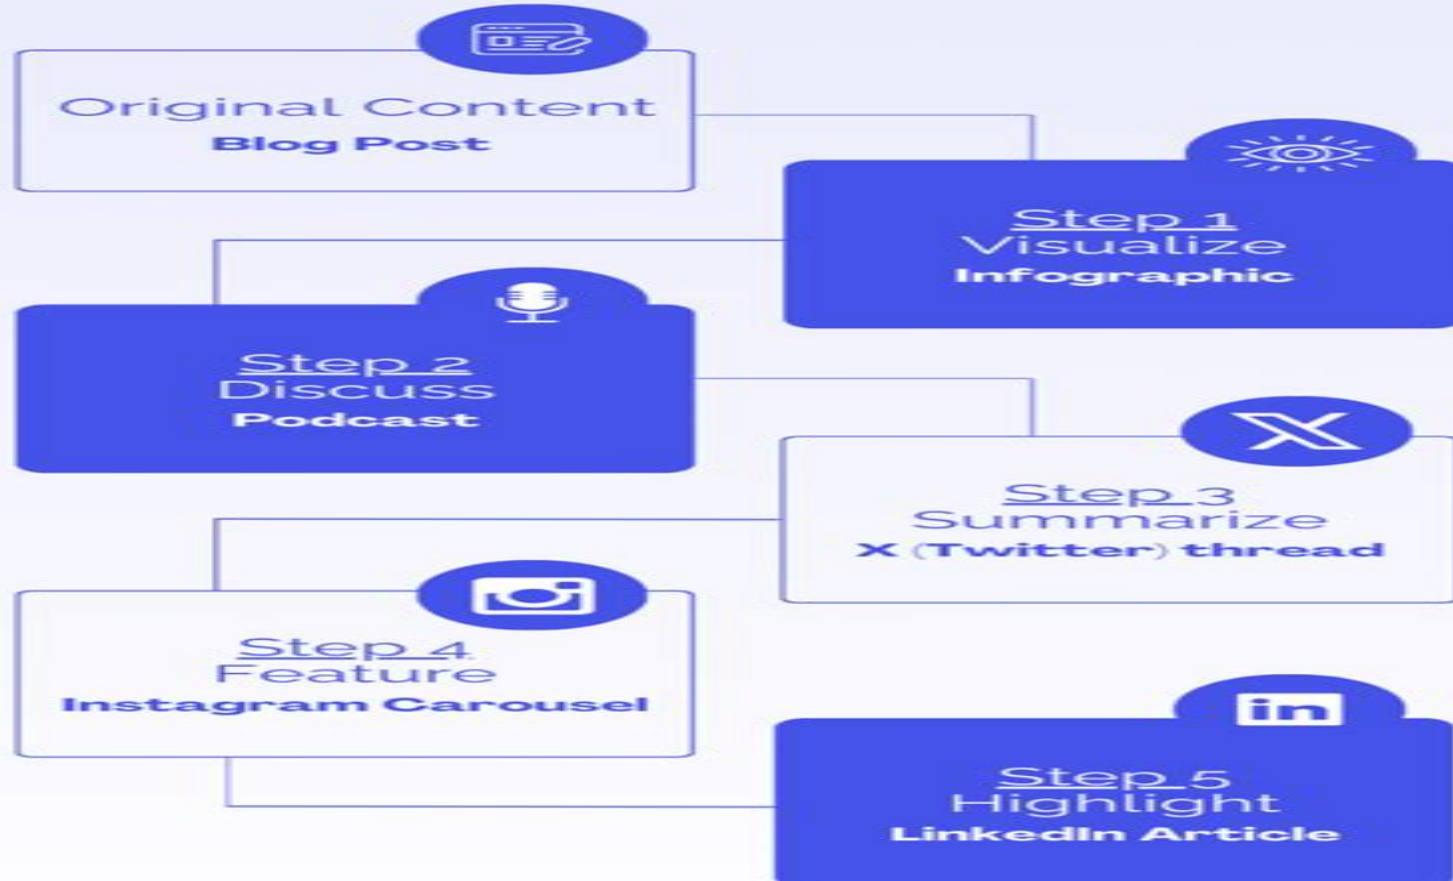 Original Content
Blog Post
Step 1
Visualize
Infographic
Step 2
Discuss
Podcast
Step 3
Summarize
X (Twitter) thread
Step 4
Feature
Instagram Carousel
in
Step 5
Highlight
LinkedIn Article